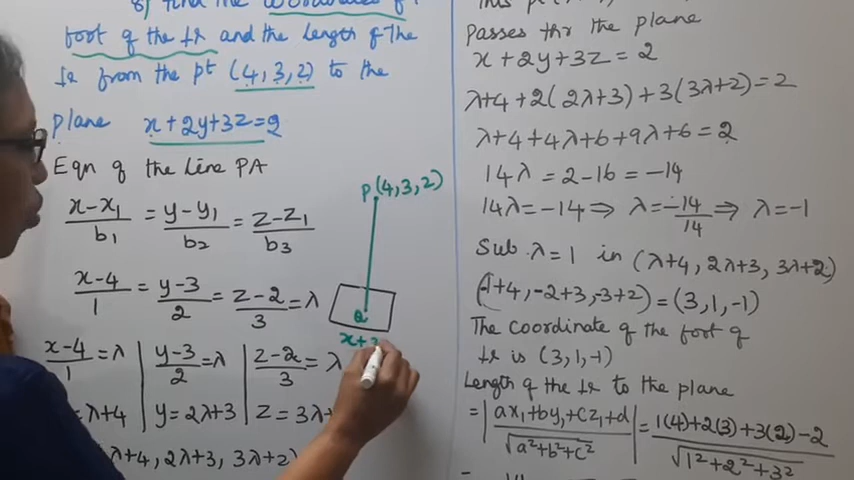 8) find the coordinates of
foot of the ⊥r and the length of the
⊥r from the pt (4,3,2) to the
plane x+2y+3z=2
Eqn of the line PA
x-x₁/b₁ = y-y₁/b₂ = z-z₁/b₃
x-4/1 = y-3/2 = z-2/3 = λ
x-4/1 = λ | y-3/2 = λ | z-2/3 = λ
=λ+4 | y=2λ+3 | z = 3λ+
λ+4, 2λ+3, 3λ+2)
P(4,3,2)
x+2
this pt
passes thr the plane
x+2y+3z=2
λ+4+2(2λ+3)+3(3λ+2)=2
λ+4+4λ+6+9λ+6=2
14λ = 2-16 = -14
14λ=-14 ⇒ λ=-14/14 ⇒ λ=-1
Sub λ=1 in (λ+4, 2λ+3, 3λ+2)
(-1+4, -2+3, -3+2) = (3,1,-1)
The coordinate of the foot of
⊥r is (3,1,-1)
Length of the ⊥r to the plane
= |ax₁+by₁+cz₁+d/√a²+b²+c²| = 1(4)+2(3)+3(2)-2/√1²+2²+3²